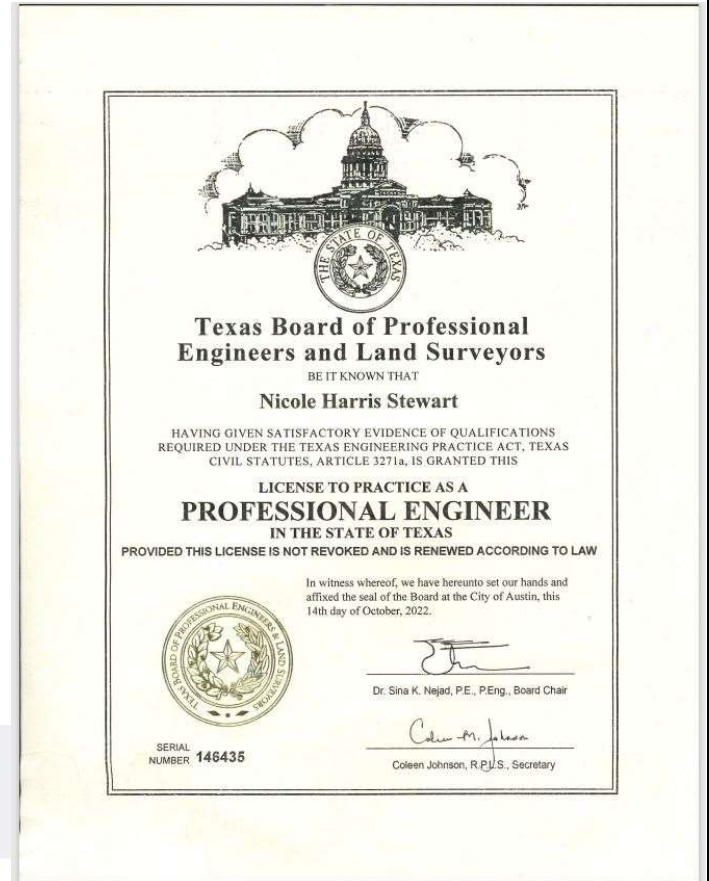 THE STATE OF TEXAS
Texas Board of Professional
Engineers and Land Surveyors
BE IT KNOWN THAT
Nicole Harris Stewart
HAVING GIVEN SATISFACTORY EVIDENCE OF QUALIFICATIONS
REQUIRED UNDER THE TEXAS ENGINEERING PRACTICE ACT, TEXAS
CIVIL STATUTES, ARTICLE 3271a, IS GRANTED THIS
LICENSE TO PRACTICE AS A
PROFESSIONAL ENGINEER
IN THE STATE OF TEXAS
PROVIDED THIS LICENSE IS NOT REVOKED AND IS RENEWED ACCORDING TO LAW
In witness whereof, we have hereunto set our hands and
affixed the seal of the Board at the City of Austin, this
14th day of October, 2022.
TEXAS BOARD OF PROFESSIONAL ENGINEERS & LAND SURVEYORS
Dr. Sina K. Nejad, P.E., P.Eng., Board Chair
Coleen M. Johnson
Coleen Johnson, R.P.L.S., Secretary
SERIAL
NUMBER 146435